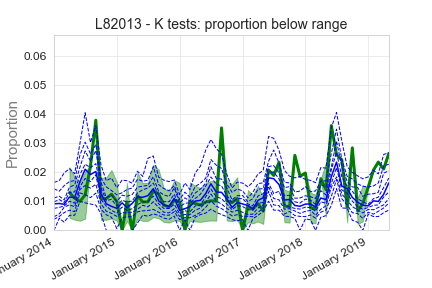 L82013 - K tests: proportion below range
Proportion
0.06
0.05
0.04
0.03
0.02
0.01
0.00
nuary 2014
January 2015
January 2016
January 2017
January 2018
January 2019